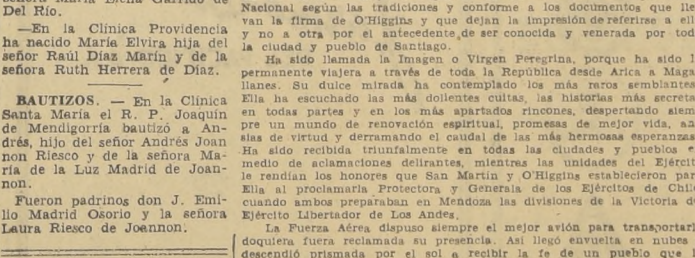 Del Río.
—En la Clínica Providencia
ha nacido María Elvira hija del
señor Raúl Díaz Marín y de la
señora Ruth Herrera de Díaz.
BAUTIZOS. — En la Clínica
Santa María el R. P. Joaquín
de Mendigorría bautizó a An-
drés, hijo del señor Andrés Joan
non Riesco y de la señora Ma-
ría de la Luz Madrid de Joan-
non.
Fueron padrinos don J. Emi-
lio Madrid Osorio y la señora
Laura Riesco de Joannon.
Nacional según las tradiciones y conforme a los documentos que lle
van la firma de O'Higgins y que dejan la impresión de referirse a ell
y no a otra por el antecedente de ser conocida y venerada por tod
la ciudad y pueblo de Santiago.
Ha sido llamada la Imagen o Virgen Peregrina, porque ha sido l
permanente viajera a través de toda la República desde Arica a Maga
llanes. Su dulce mirada ha contemplado los más raros semblantes
Ella ha escuchado las más dolientes cuitas, las historias más secreta
en todas partes y en los más apartados rincones, despertando siem
pre un mundo de renovación espiritual, promesas de mejor vida, an
sias de virtud y derramando el caudal de las más hermosas esperanzas
Ha sido recibida triunfalmente en todas las ciudades y pueblos e
medio de aclamaciones delirantes, mientras las unidades del Ejércit
le rendían los honores que San Martín y O'Higgins establecieron par
Ella al proclamarla Protectora y Generala de los Ejércitos de Chil
cuando ambos preparaban en Mendoza las divisiones de la Victoria d
Ejército Libertador de Los Andes.
La Fuerza Aérea dispuso siempre el mejor avión para transportarl
doquiera fuera reclamada su presencia. Así llegó envuelta en nubes
descendió prismada por el sol a recibir la fe de un pueblo que